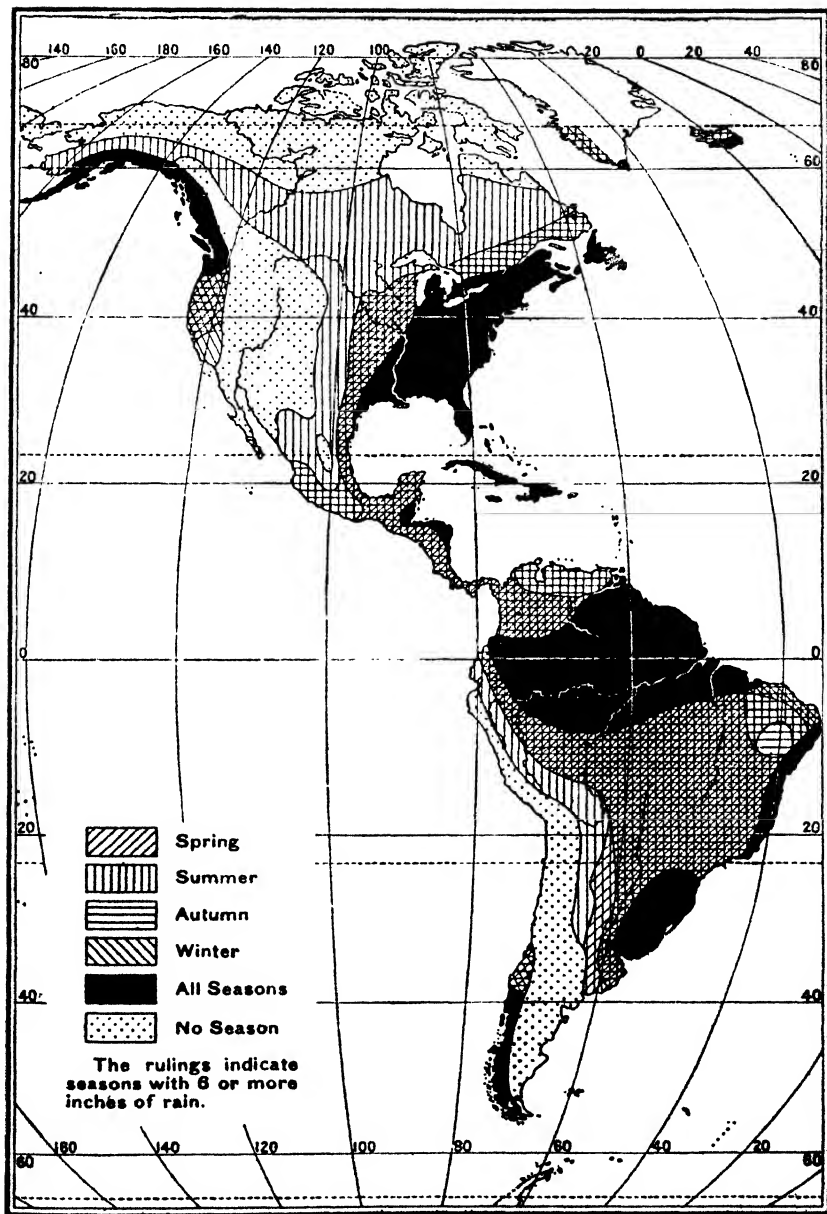 140 160 180 160 140 120 100 20 0 20 40
80 80
60 60
40 40
20 20
0 0
20 20
Spring
Summer
Autumn
Winter
All Seasons
No Season
40 40
The rulings indicate
seasons with 6 or more
inches of rain.
160 140 120 100 80 60 40 20
60 60